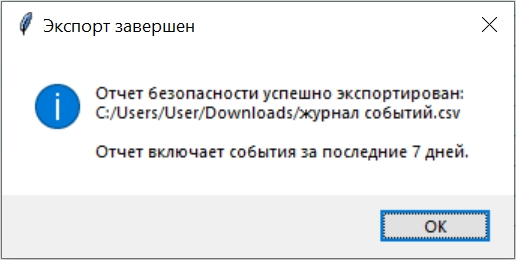 Экспорт завершен
Отчет безопасности успешно экспортирован:
C:/Users/User/Downloads/журнал событий.csv
Отчет включает события за последние 7 дней.
ОК